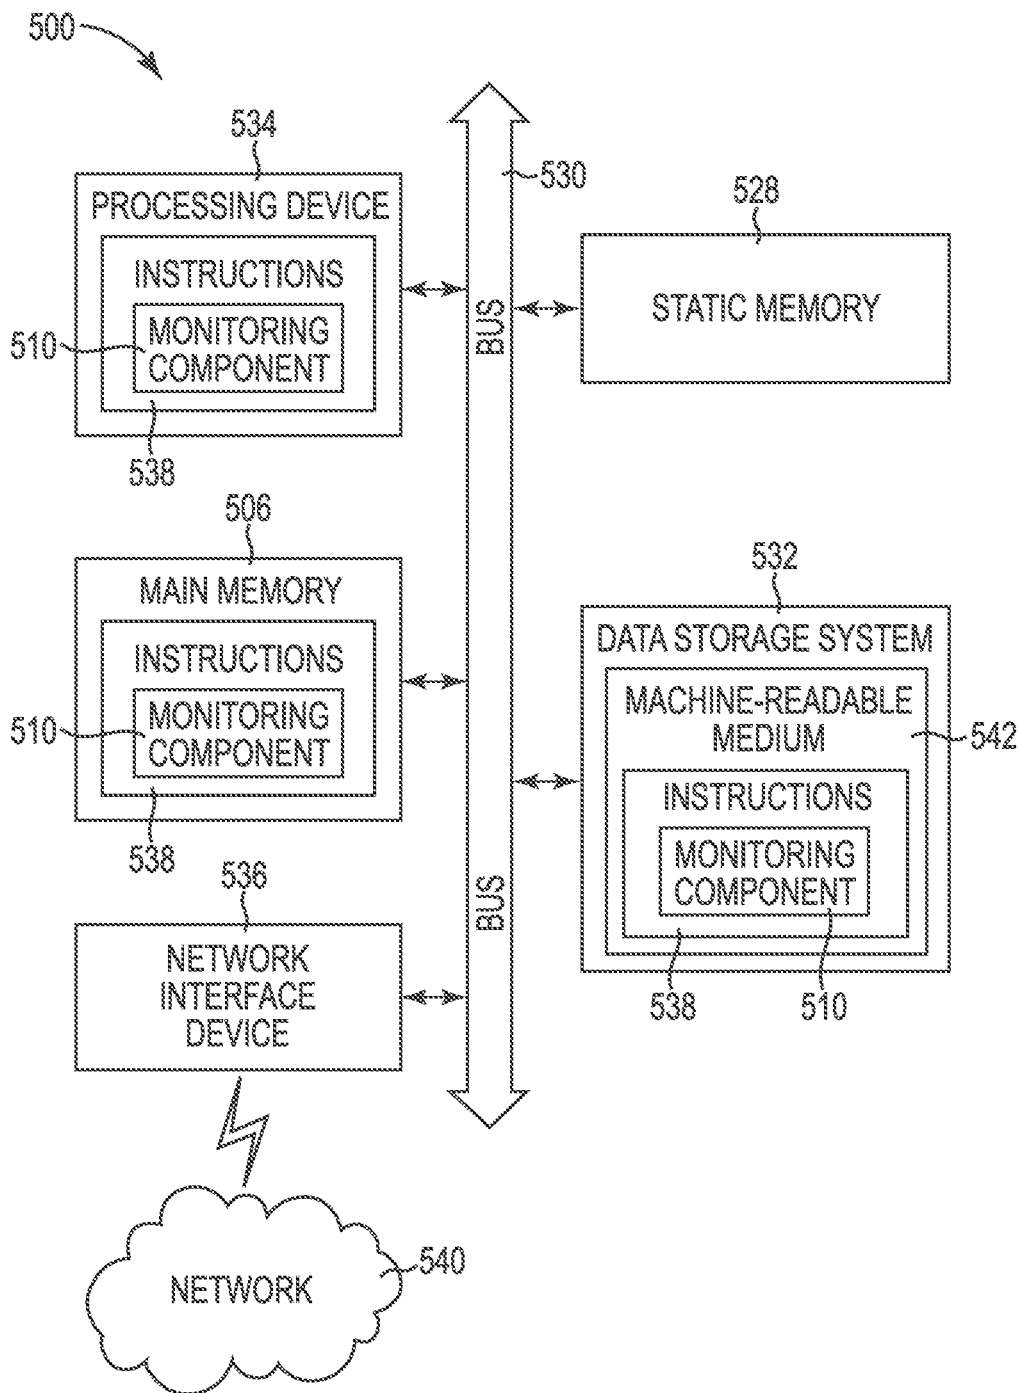 500
534
PROCESSING DEVICE
INSTRUCTIONS
MONITORING
COMPONENT
510
538
530
BUS
528
STATIC MEMORY
506
MAIN MEMORY
INSTRUCTIONS
MONITORING
COMPONENT
510
538
532
DATA STORAGE SYSTEM
MACHINE-READABLE
MEDIUM
542
INSTRUCTIONS
MONITORING
COMPONENT
538
510
BUS
536
NETWORK
INTERFACE
DEVICE
NETWORK
540